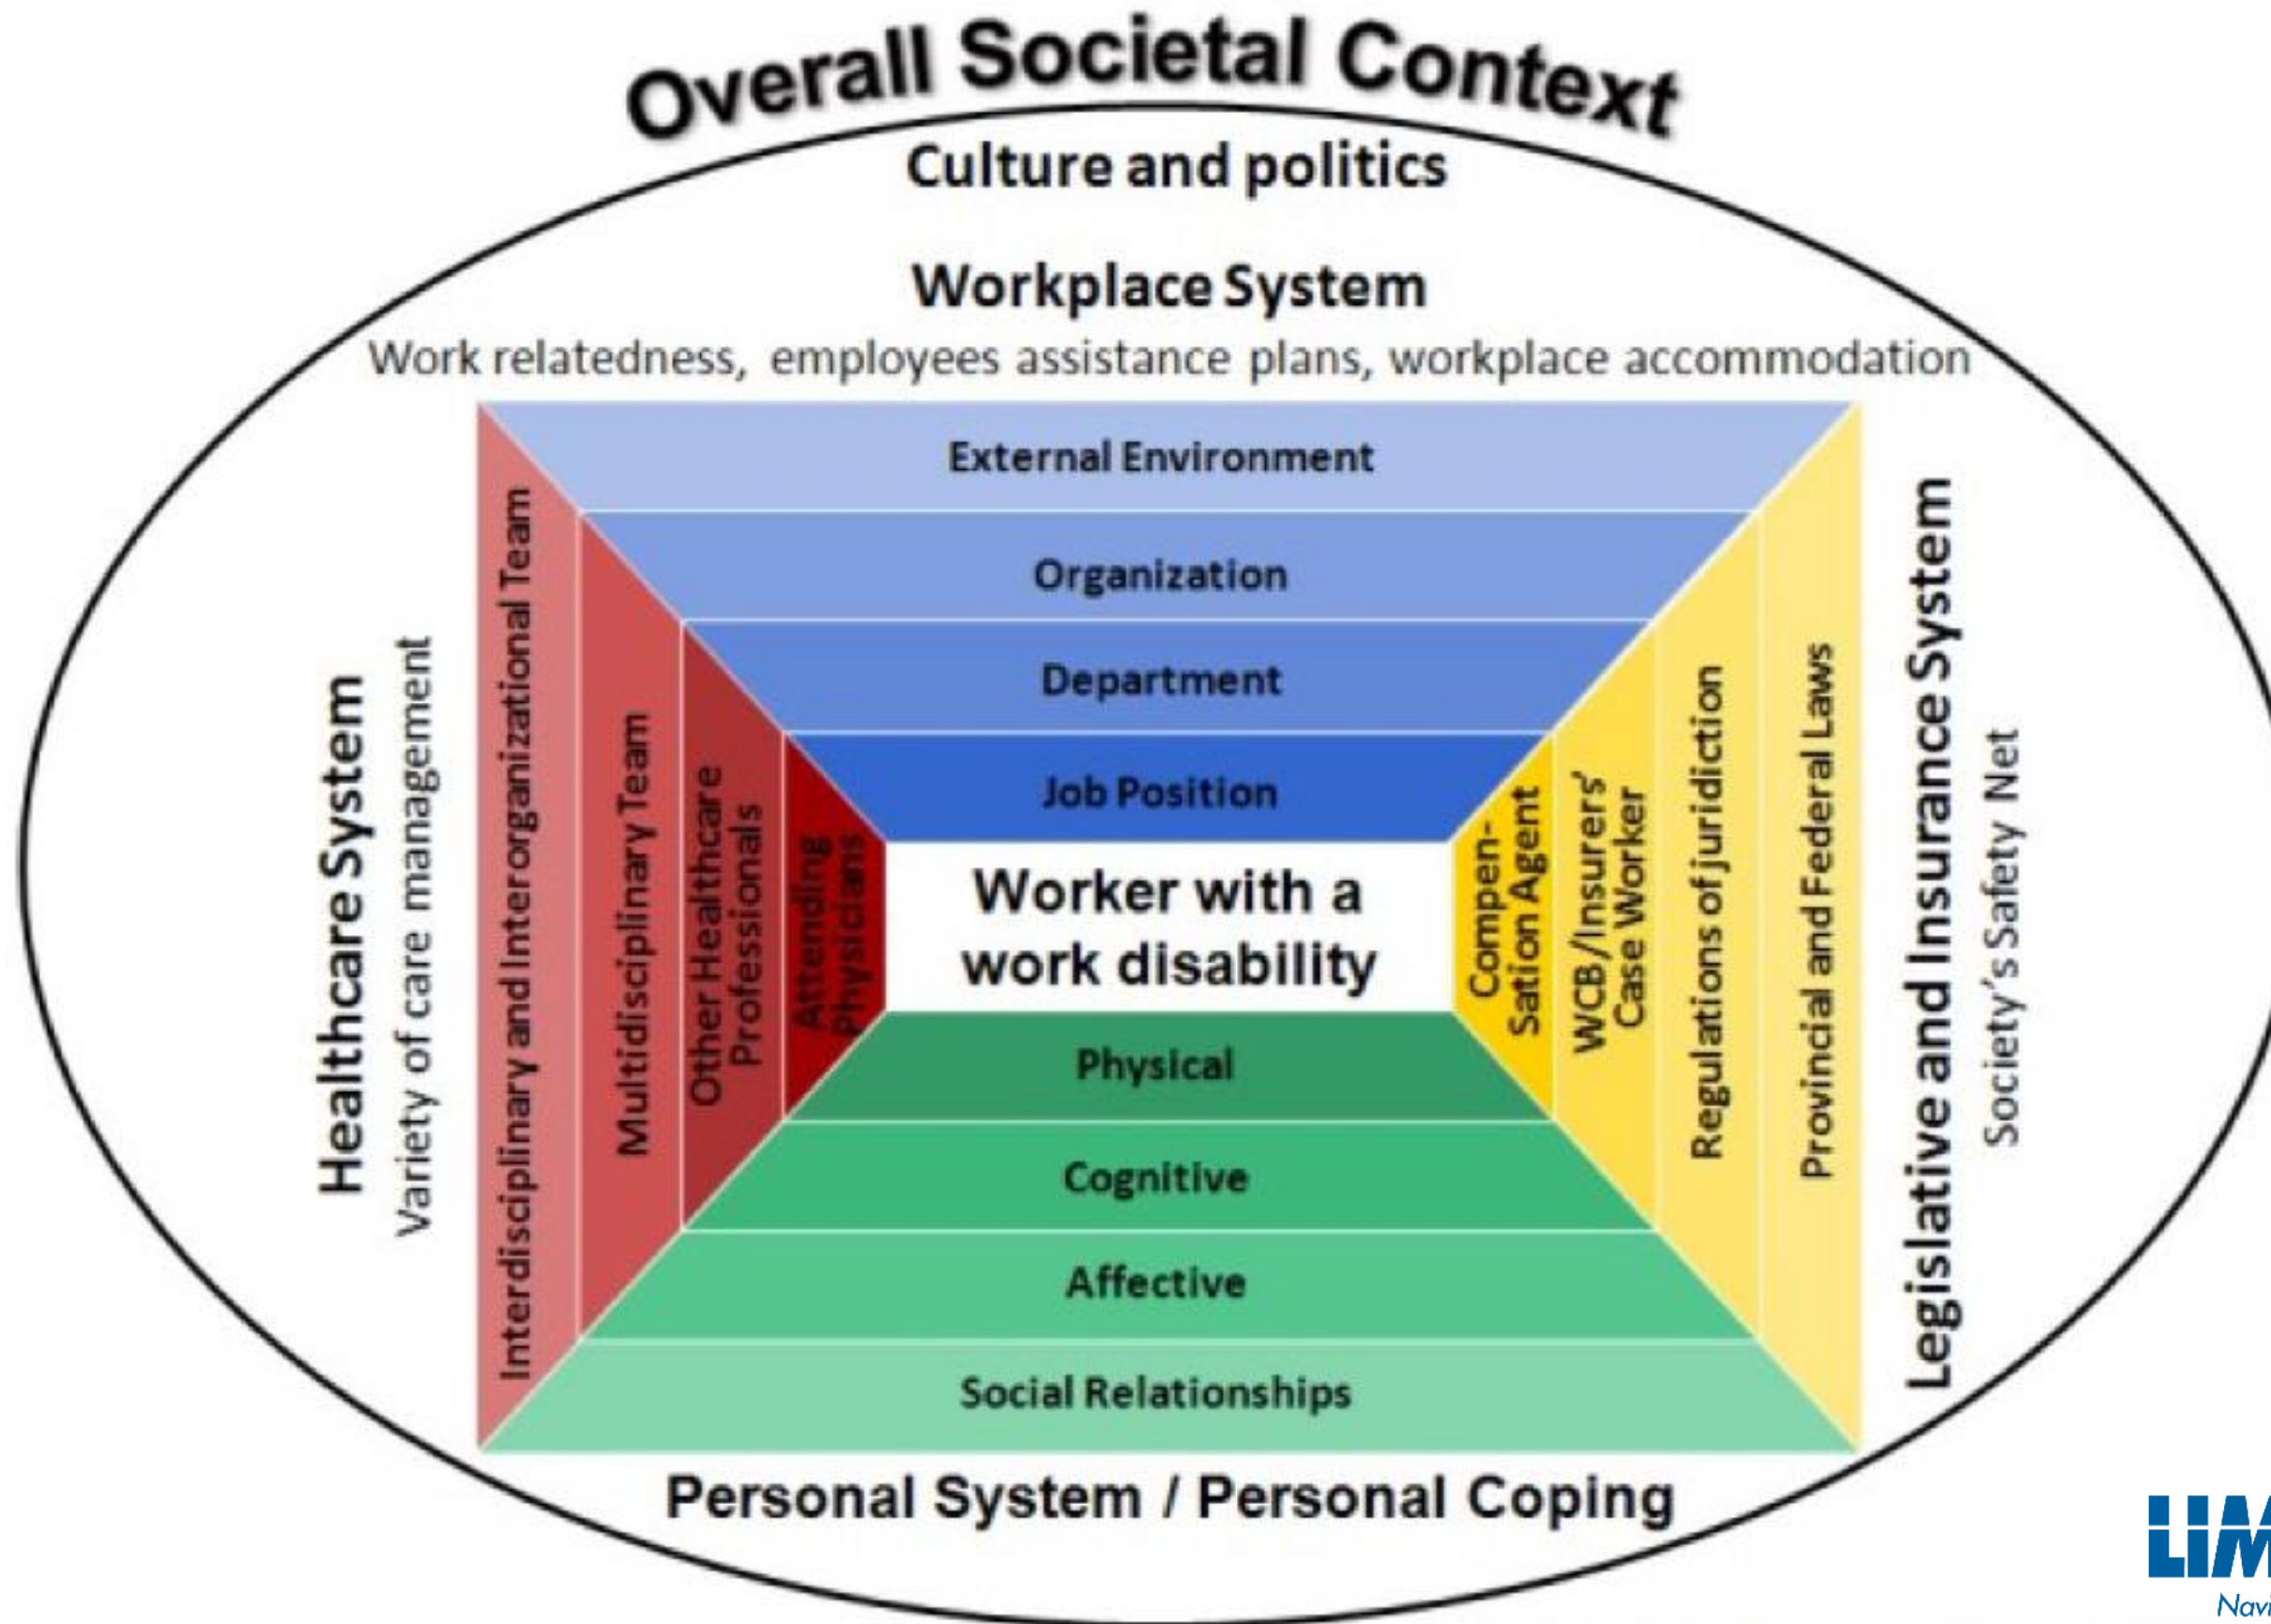 Overall Societal Context
Culture and politics
Workplace System
Work relatedness, employees assistance plans, workplace accommodation
External Environment
Organization
Department
Job Position
Healthcare System
Variety of care management
Interdisciplinary and Interorganizational Team
Multidisciplinary Team
Other Healthcare
Professionals
Attending
Physicians
Worker with a
work disability
Compen-
Sation Agent
WCB/Insurers'
Case Worker
Regulations of juridiction
Provincial and Federal Laws
Legislative and Insurance System
Society's Safety Net
Physical
Cognitive
Affective
Social Relationships
Personal System / Personal Coping